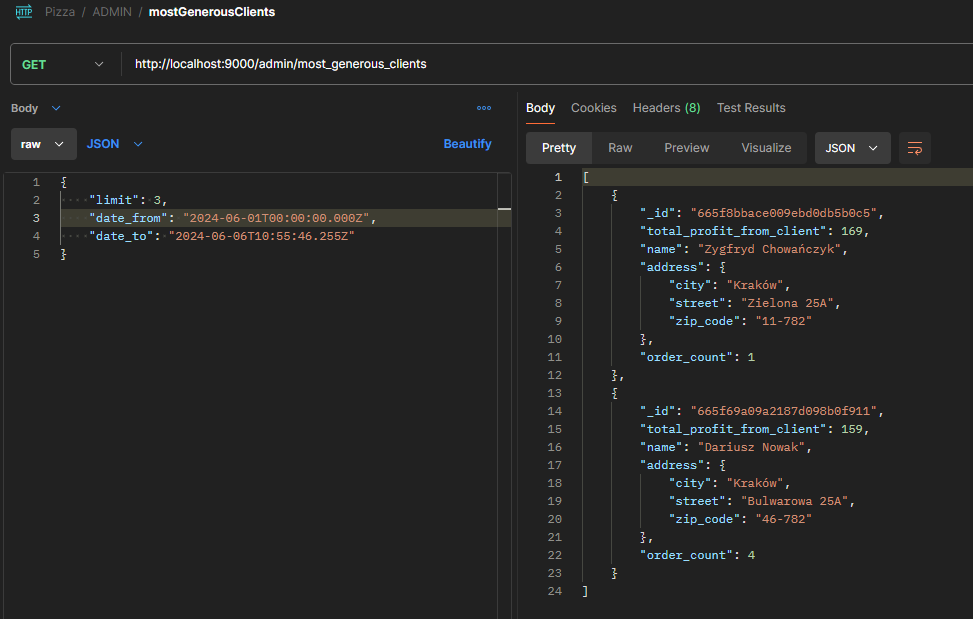 HTTP Pizza / ADMIN / mostGenerousClients
GET http://localhost:9000/admin/most_generous_clients
Body
raw JSON Beautify
1 {
2 "limit": 3,
3 "date_from": "2024-06-01T00:00:00.000Z",
4 "date_to": "2024-06-06T10:55:46.255Z"
5 }
Body Cookies Headers (8) Test Results
Pretty Raw Preview Visualize JSON
1 [
2 {
3 "_id": "665f8bbace009ebd0db5b0c5",
4 "total_profit_from_client": 169,
5 "name": "Zygfryd Chowańczyk",
6 "address": {
7 "city": "Kraków",
8 "street": "Zielona 25A",
9 "zip_code": "11-782"
10 },
11 "order_count": 1
12 },
13 {
14 "_id": "665f69a09a2187d098b0f911",
15 "total_profit_from_client": 159,
16 "name": "Dariusz Nowak",
17 "address": {
18 "city": "Kraków",
19 "street": "Bulwarowa 25A",
20 "zip_code": "46-782"
21 },
22 "order_count": 4
23 }
24 ]